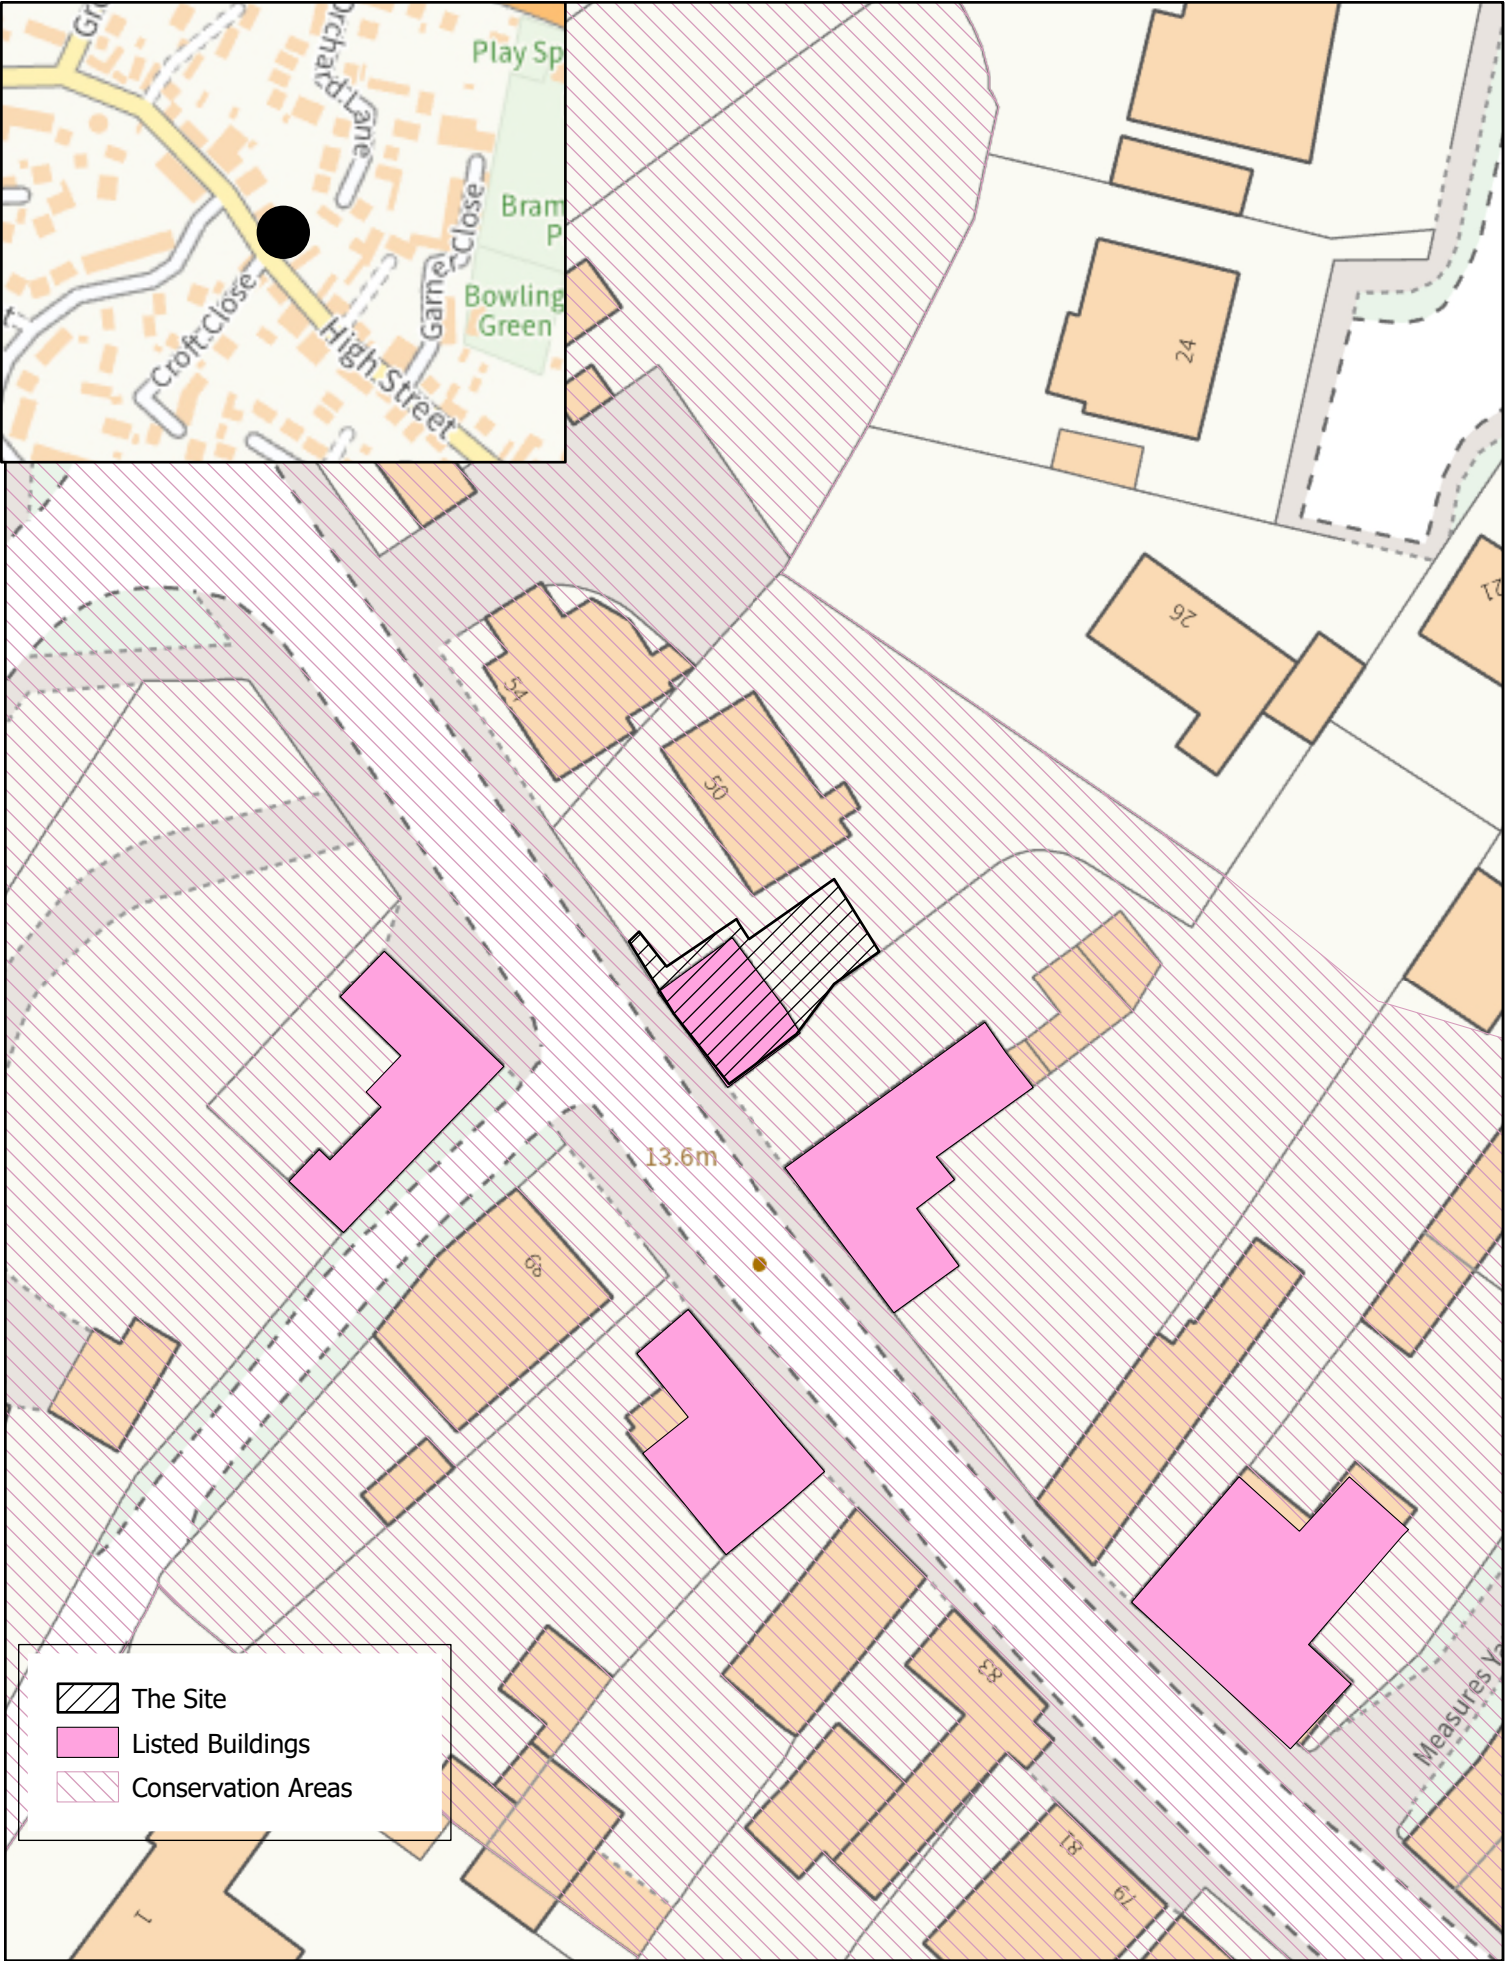 Orchard Lane
Play Sp
Bram
P
Close
Garne
Bowling
Green
Croft Close
High Street
24
26
21
54
50
13.6m
89
83
81
79
1
Measures Ya
The Site
Listed Buildings
Conservation Areas